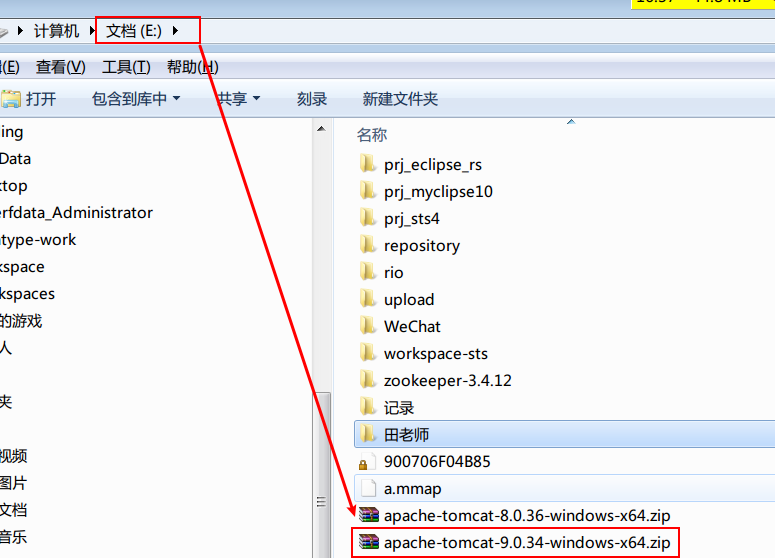 计算机 文档 (E:)
(E) 查看(V) 工具(T) 帮助(H)
打开 包含到库中 共享 刻录 新建文件夹
名称
ing
Data
ktop
erfdata_Administrator
atype-work
kspace
kspaces
的游戏
人
夹
视频
图片
文档
音乐
prj_eclipse_rs
prj_myclipse10
prj_sts4
repository
rio
upload
WeChat
workspace-sts
zookeeper-3.4.12
记录
田老师
900706F04B85
a.mmap
apache-tomcat-8.0.36-windows-x64.zip
apache-tomcat-9.0.34-windows-x64.zip